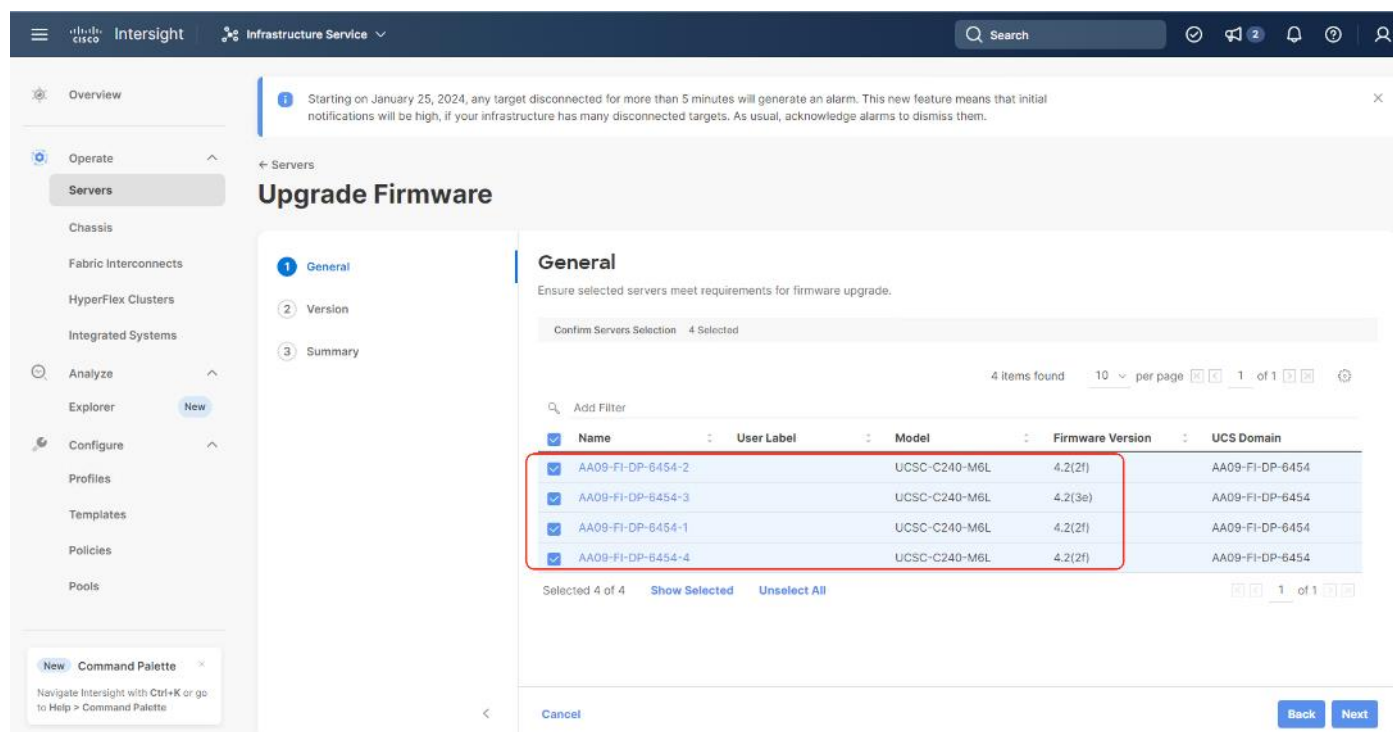 cisco Intersight Infrastructure Service Search 2
Overview
Starting on January 25, 2024, any target disconnected for more than 5 minutes will generate an alarm. This new feature means that initial
notifications will be high, if your infrastructure has many disconnected targets. As usual, acknowledge alarms to dismiss them.
Operate
Servers
Chassis
Fabric Interconnects
HyperFlex Clusters
Integrated Systems
Analyze
Explorer New
Configure
Profiles
Templates
Policies
Pools
New Command Palette
Navigate Intersight with Ctrl+K or go
to Help > Command Palette
← Servers
Upgrade Firmware
1 General
2 Version
3 Summary
General
Ensure selected servers meet requirements for firmware upgrade.
Confirm Servers Selection 4 Selected
4 items found 10 per page 1 of 1
Add Filter
Name User Label Model Firmware Version UCS Domain
AA09-FI-DP-6454-2 UCSC-C240-M6L 4.2(2f) AA09-FI-DP-6454
AA09-FI-DP-6454-3 UCSC-C240-M6L 4.2(3e) AA09-FI-DP-6454
AA09-FI-DP-6454-1 UCSC-C240-M6L 4.2(2f) AA09-FI-DP-6454
AA09-FI-DP-6454-4 UCSC-C240-M6L 4.2(2f) AA09-FI-DP-6454
Selected 4 of 4 Show Selected Unselect All 1 of 1
Cancel Back Next